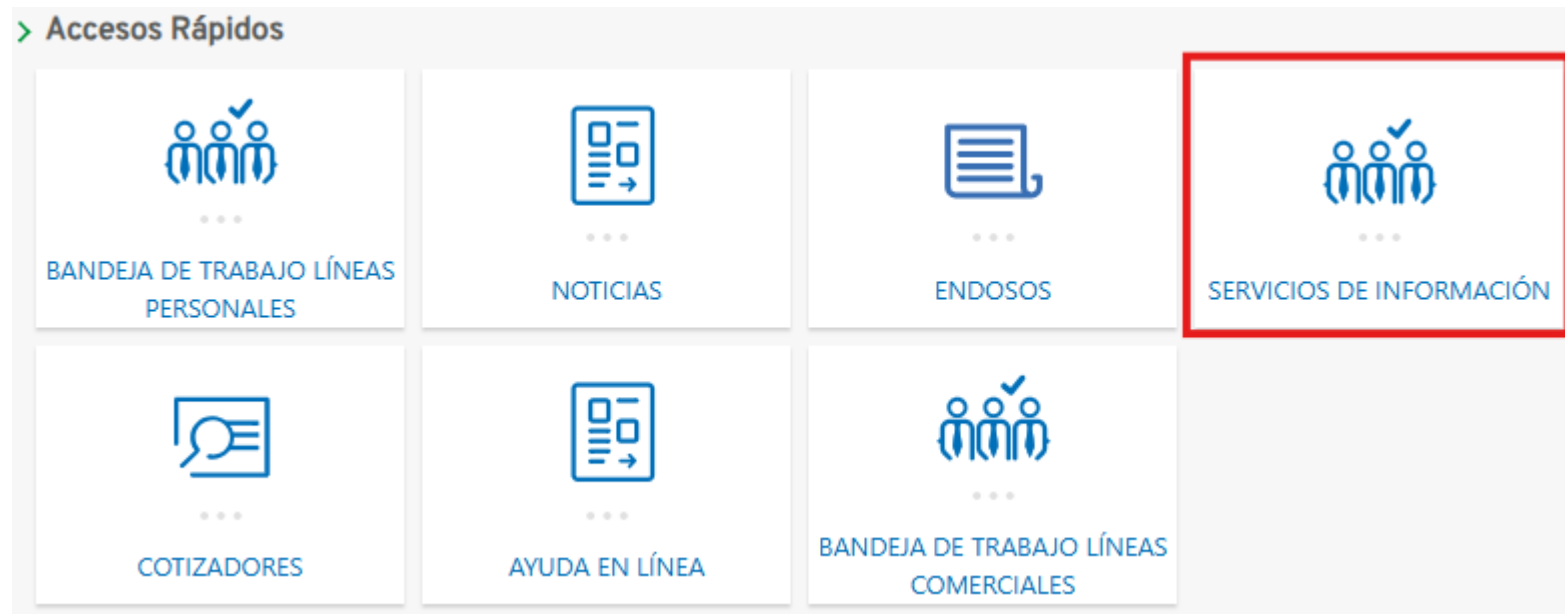 Accesos Rápidos
BANDEJA DE TRABAJO LÍNEAS
PERSONALES
NOTICIAS
ENDOSOS
SERVICIOS DE INFORMACIÓN
COTIZADORES
AYUDA EN LÍNEA
BANDEJA DE TRABAJO LÍNEAS
COMERCIALES